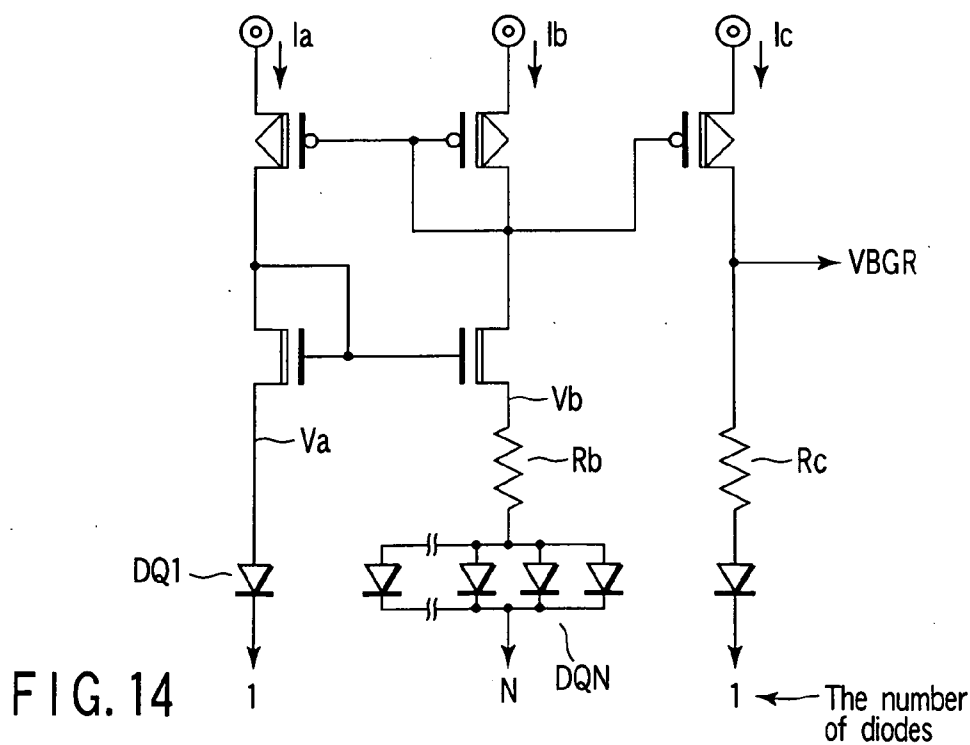 Ia
Ib
Ic
VBGR
Va
Vb
Rb
Rc
DQ1
DQN
FIG. 14
1
N
1
The number
of diodes